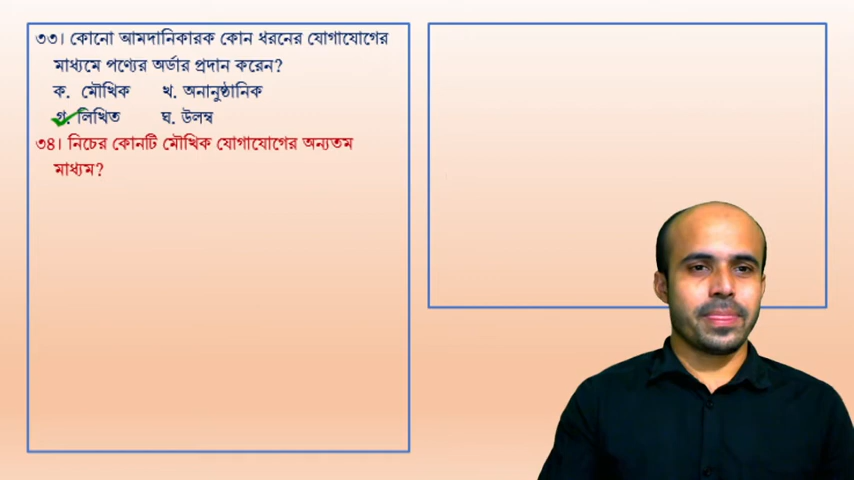 ৩৩। কোনো আমদানিকারক কোন ধরনের যোগাযোগের
মাধ্যমে পণ্যের অর্ডার প্রদান করেন?
ক. মৌখিক খ. অনানুষ্ঠানিক
গ. লিখিত ঘ. উলম্ব
৩৪। নিচের কোনটি মৌখিক যোগাযোগের অন্যতম
মাধ্যম?